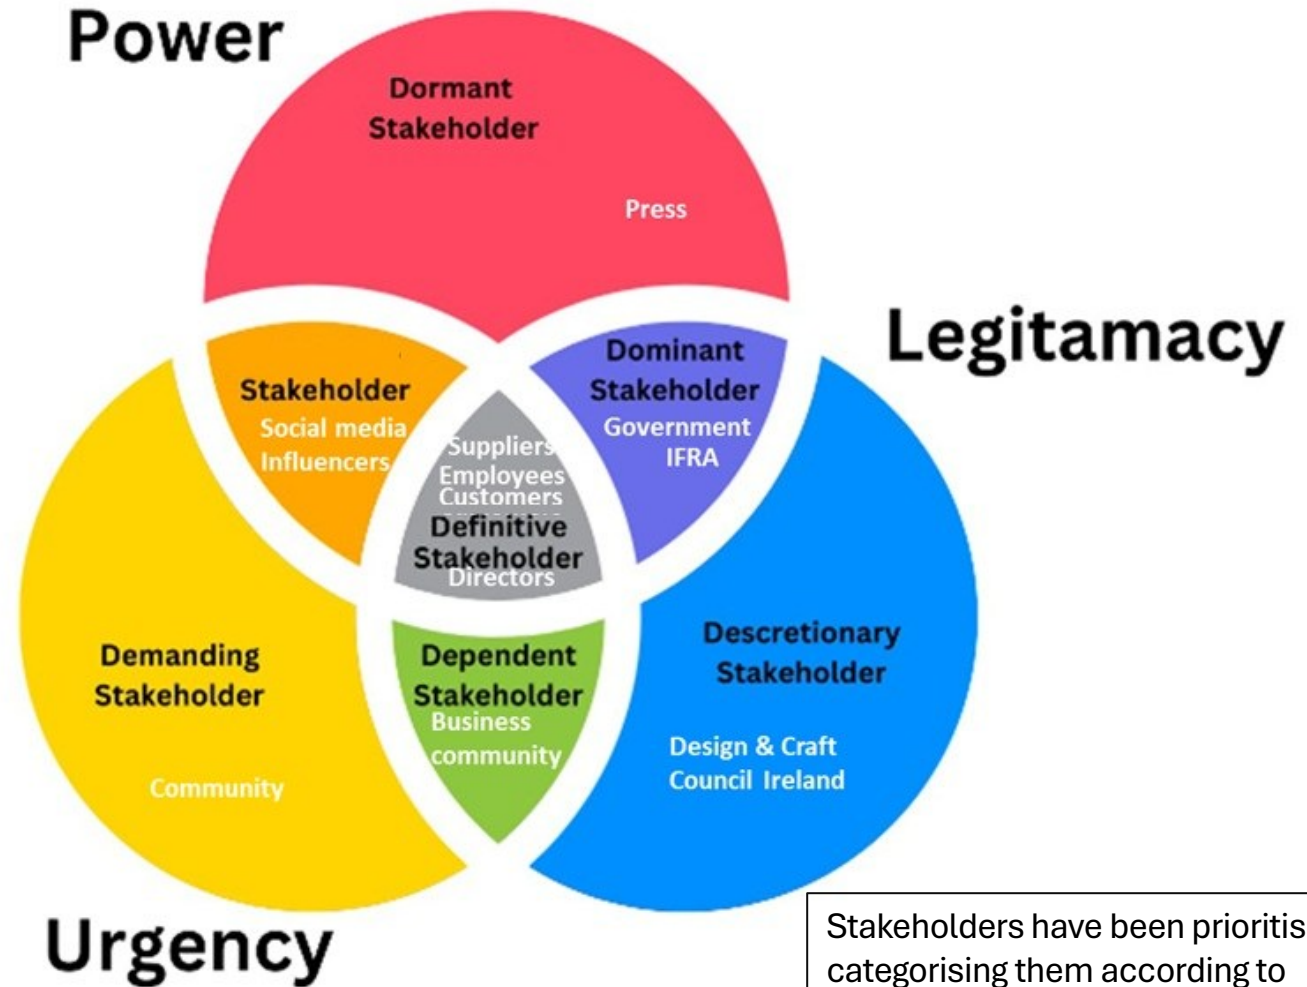 Power
Dormant
Stakeholder
Press
Legitamacy
Stakeholder
Social media
Influencers
Dominant
Stakeholder
Government
IFRA
Suppliers
Employees
Customers
Definitive
Stakeholder
Directors
Demanding
Stakeholder
Community
Dependent
Stakeholder
Business
community
Descretionary
Stakeholder
Design & Craft
Council Ireland
Urgency
Stakeholders have been prioritis
categorising them according to